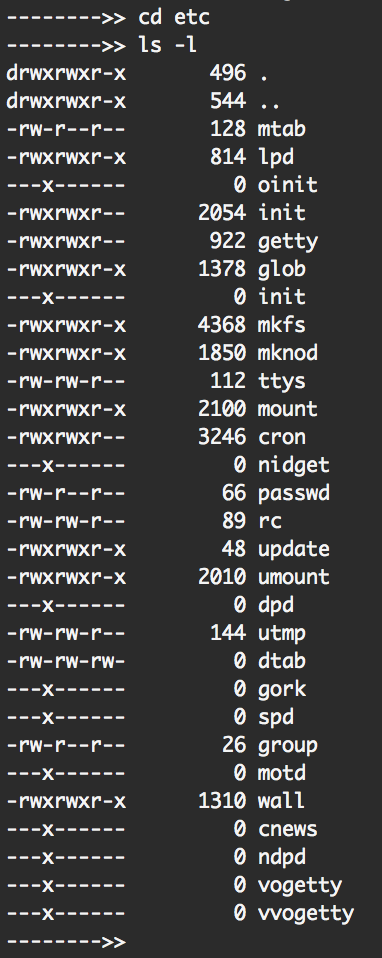 -------->> cd etc
-------->> ls -l
drwxrwxr-x       496 .
drwxrwxr-x       544 ..
-rw-r--r--       128 mtab
-rwxrwxr-x       814 lpd
---x------         0 oinit
-rwxrwxr--      2054 init
-rwxrwxr--       922 getty
-rwxrwxr-x      1378 glob
---x------         0 init
-rwxrwxr-x      4368 mkfs
-rwxrwxr-x      1850 mknod
-rw-rw-r--       112 ttys
-rwxrwxr-x      2100 mount
-rwxrwxr--      3246 cron
---x------         0 nidget
-rw-r--r--        66 passwd
-rw-rw-r--        89 rc
-rwxrwxr-x        48 update
-rwxrwxr-x      2010 umount
---x------         0 dpd
-rw-rw-r--       144 utmp
-rw-rw-rw-         0 dtab
---x------         0 gork
---x------         0 spd
-rw-r--r--        26 group
---x------         0 motd
-rwxrwxr-x      1310 wall
---x------         0 cnews
---x------         0 ndpd
---x------         0 vogetty
---x------         0 vvogetty
-------->>